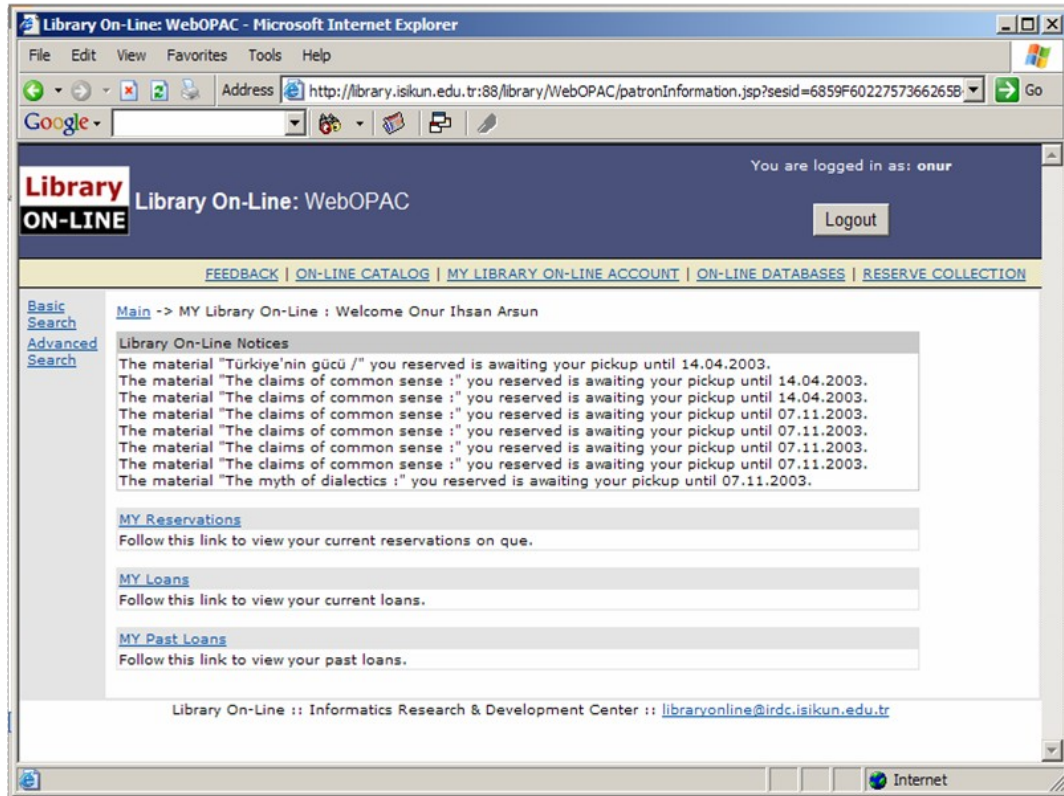 Library On-Line: WebOPAC - Microsoft Internet Explorer
File Edit View Favorites Tools Help
Address http://library.isikun.edu.tr:88/library/WebOPAC/patronInformation.jsp?sesid=6859F6022757366265B Go
Google
You are logged in as: onur
Library
ON-LINE
Library On-Line: WebOPAC
Logout
FEEDBACK | ON-LINE CATALOG | MY LIBRARY ON-LINE ACCOUNT | ON-LINE DATABASES | RESERVE COLLECTION
Basic
Search
Advanced
Search
Main -> MY Library On-Line : Welcome Onur Ihsan Arsun
Library On-Line Notices
The material "Türkiye'nin gücü /" you reserved is awaiting your pickup until 14.04.2003.
The material "The claims of common sense :" you reserved is awaiting your pickup until 14.04.2003.
The material "The claims of common sense :" you reserved is awaiting your pickup until 14.04.2003.
The material "The claims of common sense :" you reserved is awaiting your pickup until 07.11.2003.
The material "The claims of common sense :" you reserved is awaiting your pickup until 07.11.2003.
The material "The claims of common sense :" you reserved is awaiting your pickup until 07.11.2003.
The material "The claims of common sense :" you reserved is awaiting your pickup until 07.11.2003.
The material "The myth of dialectics :" you reserved is awaiting your pickup until 07.11.2003.
MY Reservations
Follow this link to view your current reservations on que.
MY Loans
Follow this link to view your current loans.
MY Past Loans
Follow this link to view your past loans.
Library On-Line :: Informatics Research & Development Center :: libraryonline@irdc.isikun.edu.tr
Internet